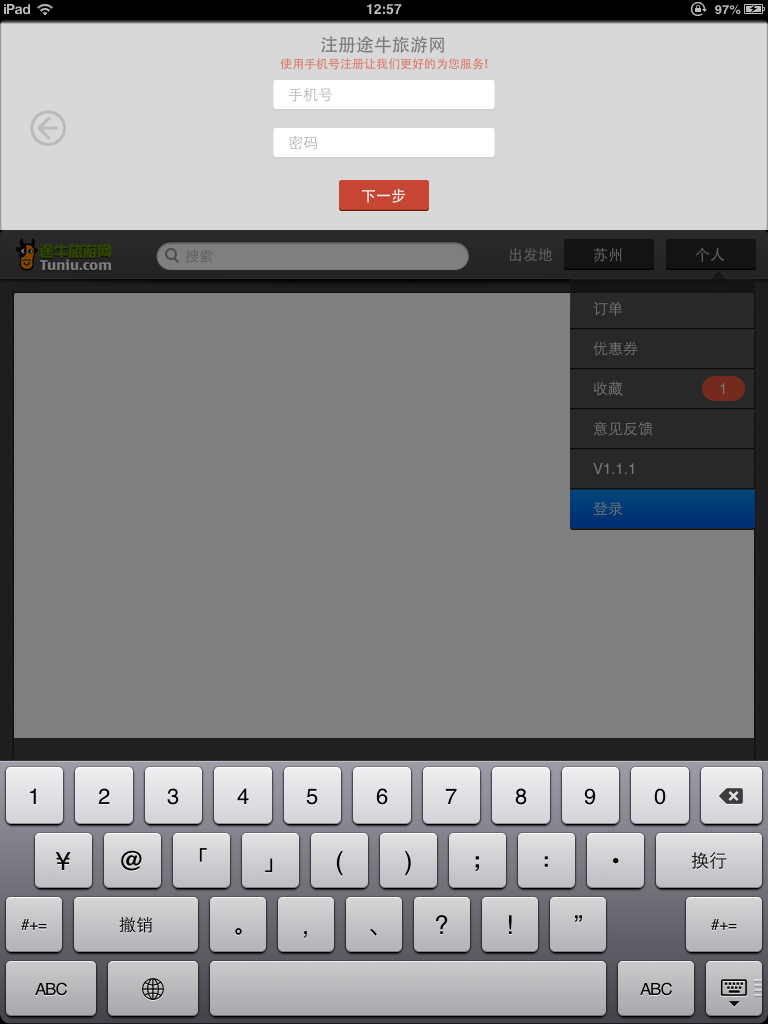 iPad 12:57 97%
注册途牛旅游网
使用手机号注册让我们更好的为您服务!
手机号
密码
下一步
途牛旅游网
Tuniu.com
搜索 出发地 苏州 个人
订单
优惠券
收藏 1
意见反馈
V1.1.1
登录
1 2 3 4 5 6 7 8 9 0
¥ @ 「 」 ( ) ; : · 换行
#+= 撤销 。 , 、 ? ! ” #+=
ABC ABC